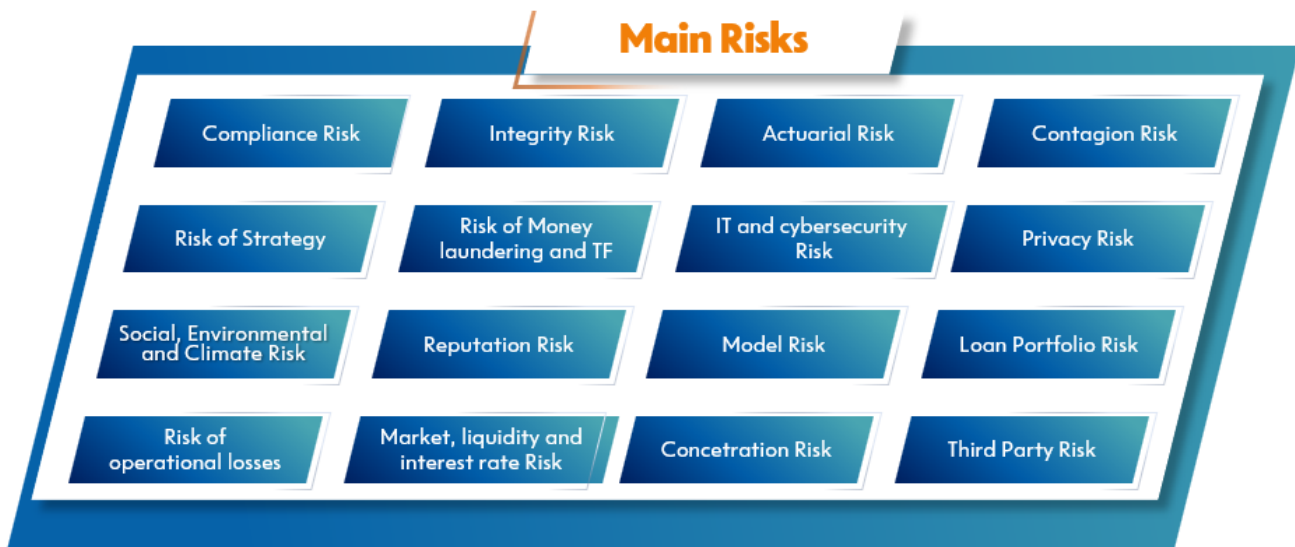 Main Risks
Compliance Risk
Integrity Risk
Actuarial Risk
Contagion Risk
Risk of Strategy
Risk of Money
laundering and TF
IT and cybersecurity
Risk
Privacy Risk
Social, Environmental
and Climate Risk
Reputation Risk
Model Risk
Loan Portfolio Risk
Risk of
operational losses
Market, liquidity and
interest rate Risk
Concetration Risk
Third Party Risk